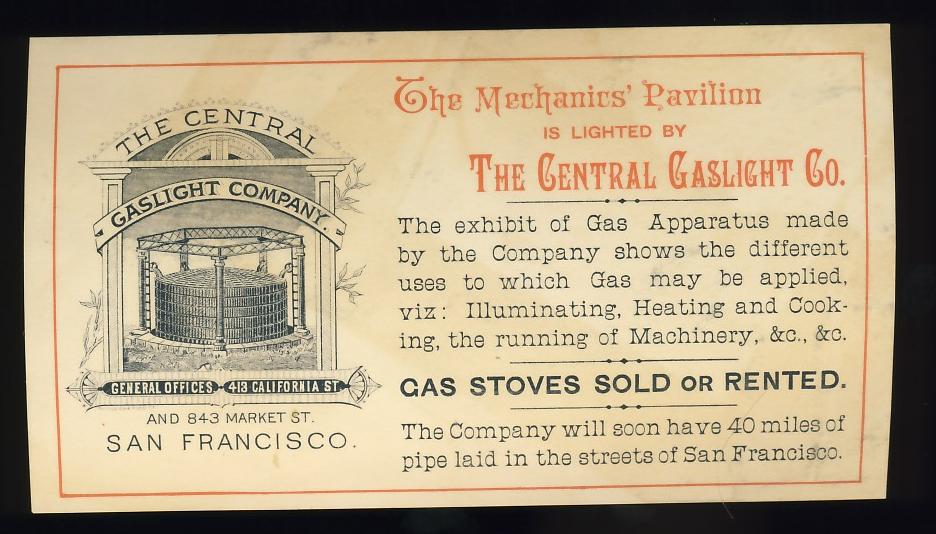 THE CENTRAL
GASLIGHT COMPANY.
GENERAL OFFICES - 413 CALIFORNIA ST.
AND 843 MARKET ST.
SAN FRANCISCO.
The Mechanics' Pavilion
IS LIGHTED BY
THE CENTRAL GASLIGHT CO.
The exhibit of Gas Apparatus made
by the Company shows the different
uses to which Gas may be applied,
viz: Illuminating, Heating and Cook-
ing, the running of Machinery, &c., &c.
GAS STOVES SOLD OR RENTED.
The Company will soon have 40 miles of
pipe laid in the streets of San Francisco.